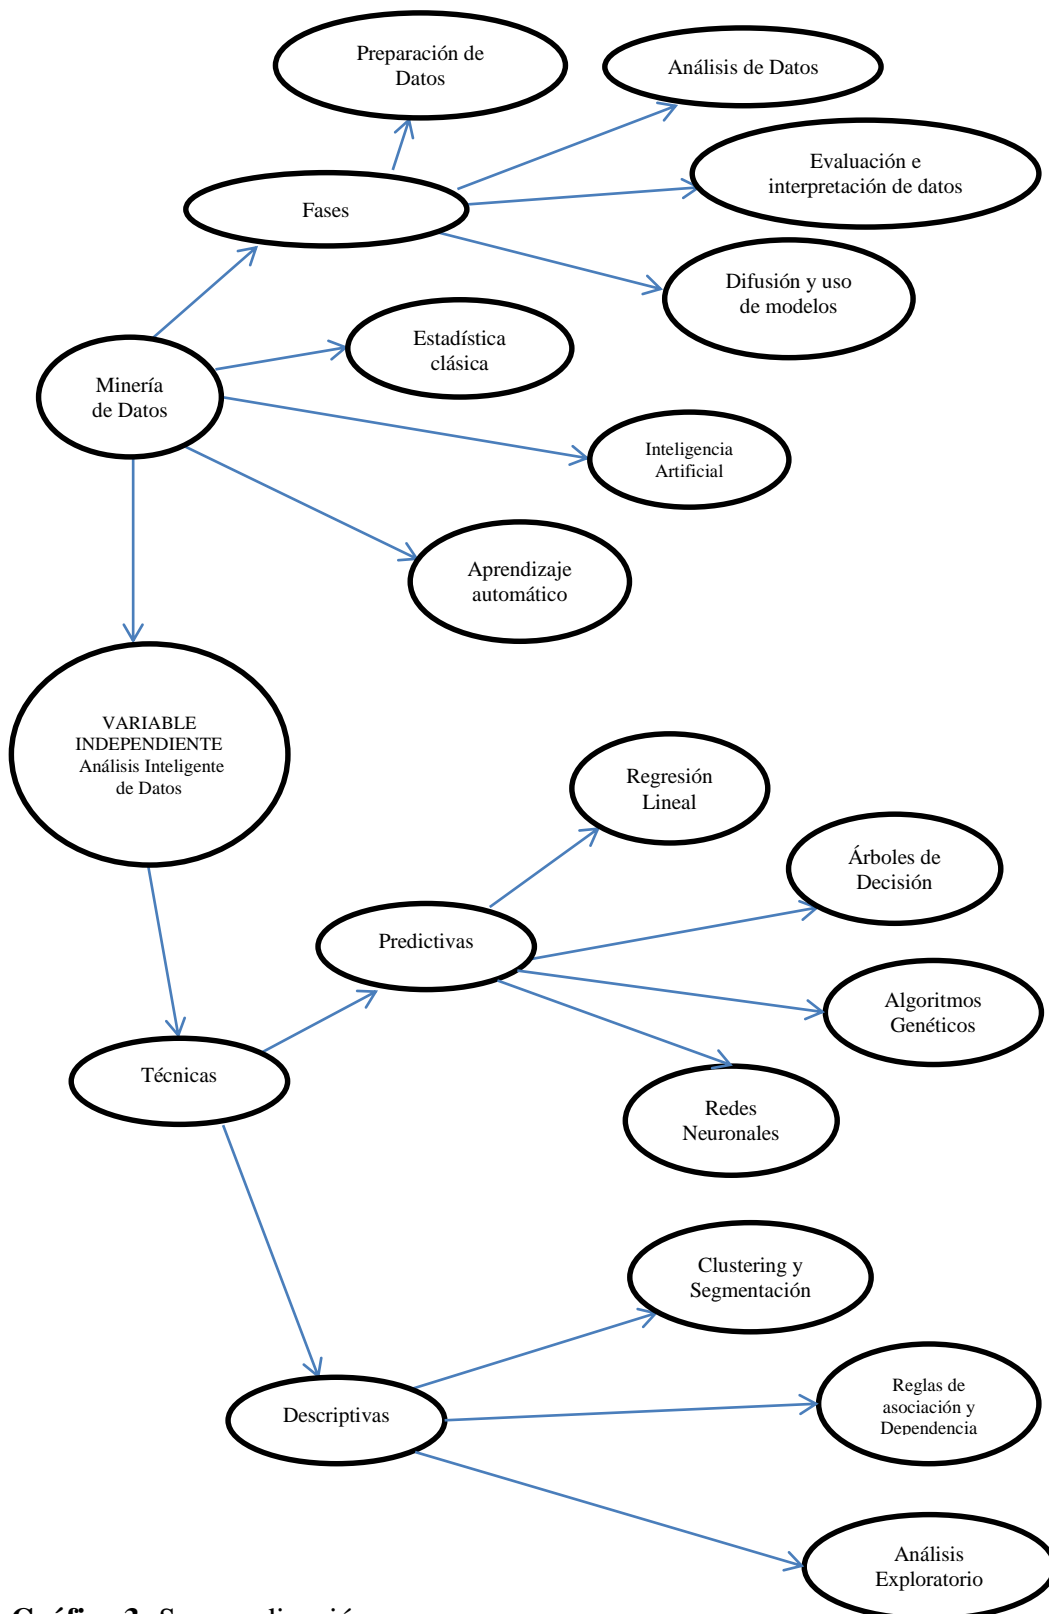 Preparación de
Datos
Análisis de Datos
Evaluación e
interpretación de datos
Fases
Difusión y uso
de modelos
Estadística
clásica
Minería
de Datos
Inteligencia
Artificial
Aprendizaje
automático
VARIABLE
INDEPENDIENTE
Análisis Inteligente
de Datos
Regresión
Lineal
Árboles de
Decisión
Predictivas
Algoritmos
Genéticos
Técnicas
Redes
Neuronales
Clustering y
Segmentación
Reglas de
asociación y
Dependencia
Descriptivas
Análisis
Exploratorio